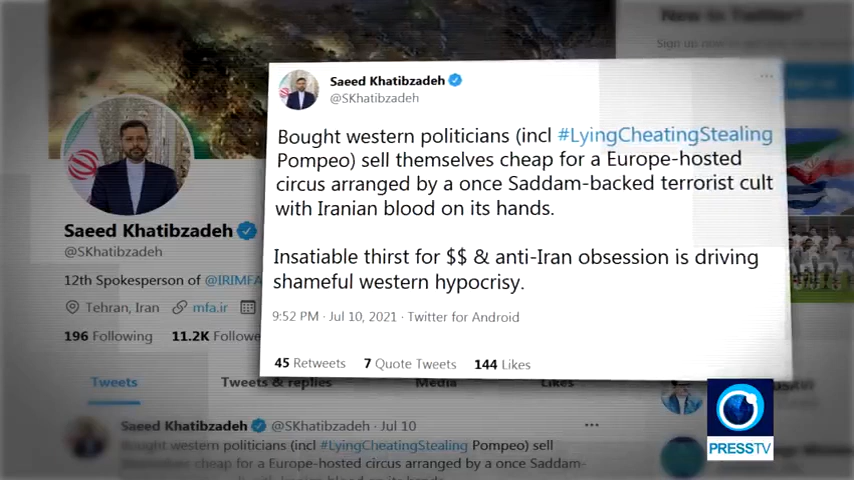 New to Twitter?
Saeed Khatibzadeh
@SKhatibzadeh
Bought western politicians (incl #LyingCheatingStealing
Pompeo) sell themselves cheap for a Europe-hosted
circus arranged by a once Saddam-backed terrorist cult
with Iranian blood on its hands.
Insatiable thirst for $$ & anti-Iran obsession is driving
shameful western hypocrisy.
9:52 PM · Jul 10, 2021 · Twitter for Android
45 Retweets 7 Quote Tweets 144 Likes
Saeed Khatibzadeh
@SKhatibzadeh
12th Spokesperson of @IRIMFA
Tehran, Iran mfa.ir
196 Following 11.2K Followe
Tweets Tweets & replies Media Likes
Saeed Khatibzadeh @SKhatibzadeh · Jul 10
Bought western politicians (incl #LyingCheatingStealing Pompeo) sell
themselves cheap for a Europe-hosted circus arranged by a once Saddam-
PRESSTV